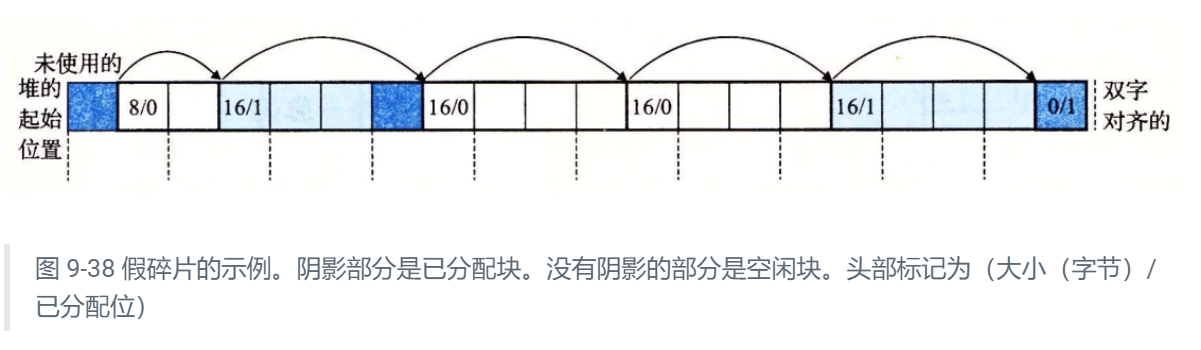 未使用的
堆的
起始
位置
8/0
16/1
16/0
16/0
16/1
0/1
双字
对齐的
图 9-38 假碎片的示例。阴影部分是已分配块。没有阴影的部分是空闲块。头部标记为（大小（字节）/
已分配位）